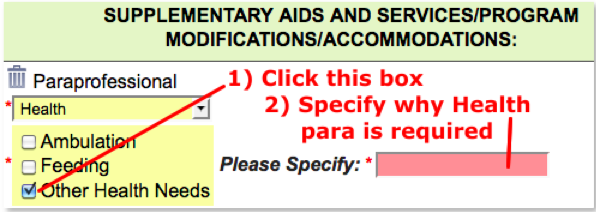 SUPPLEMENTARY AIDS AND SERVICES/PROGRAM
MODIFICATIONS/ACCOMMODATIONS:
Paraprofessional
1) Click this box
* Health
2) Specify why Health
para is required
Ambulation
* Feeding
Please Specify: *
Other Health Needs